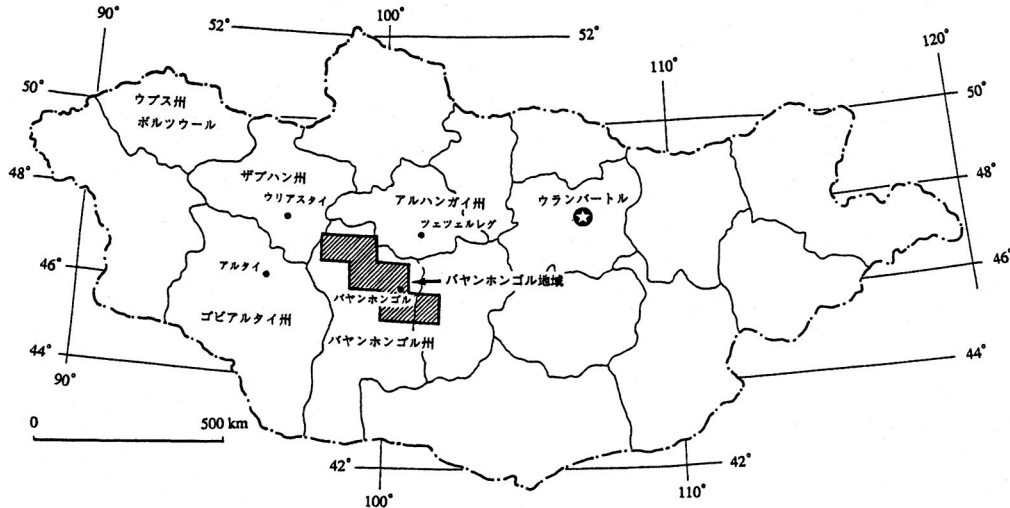 90°
52°
100°
52°
110°
120°
50°
50°
ウブス州
ボルツウール
48°
ザブハン州
ウリアスタイ
アルハンガイ州
ツェツェルレグ
ウランバートル
48°
46°
アルタイ
バヤンホンゴル地域
バヤンホンゴル
46°
ゴビアルタイ州
バヤンホンゴル州
44°
90°
44°
0
500 km
42°
42°
100°
110°